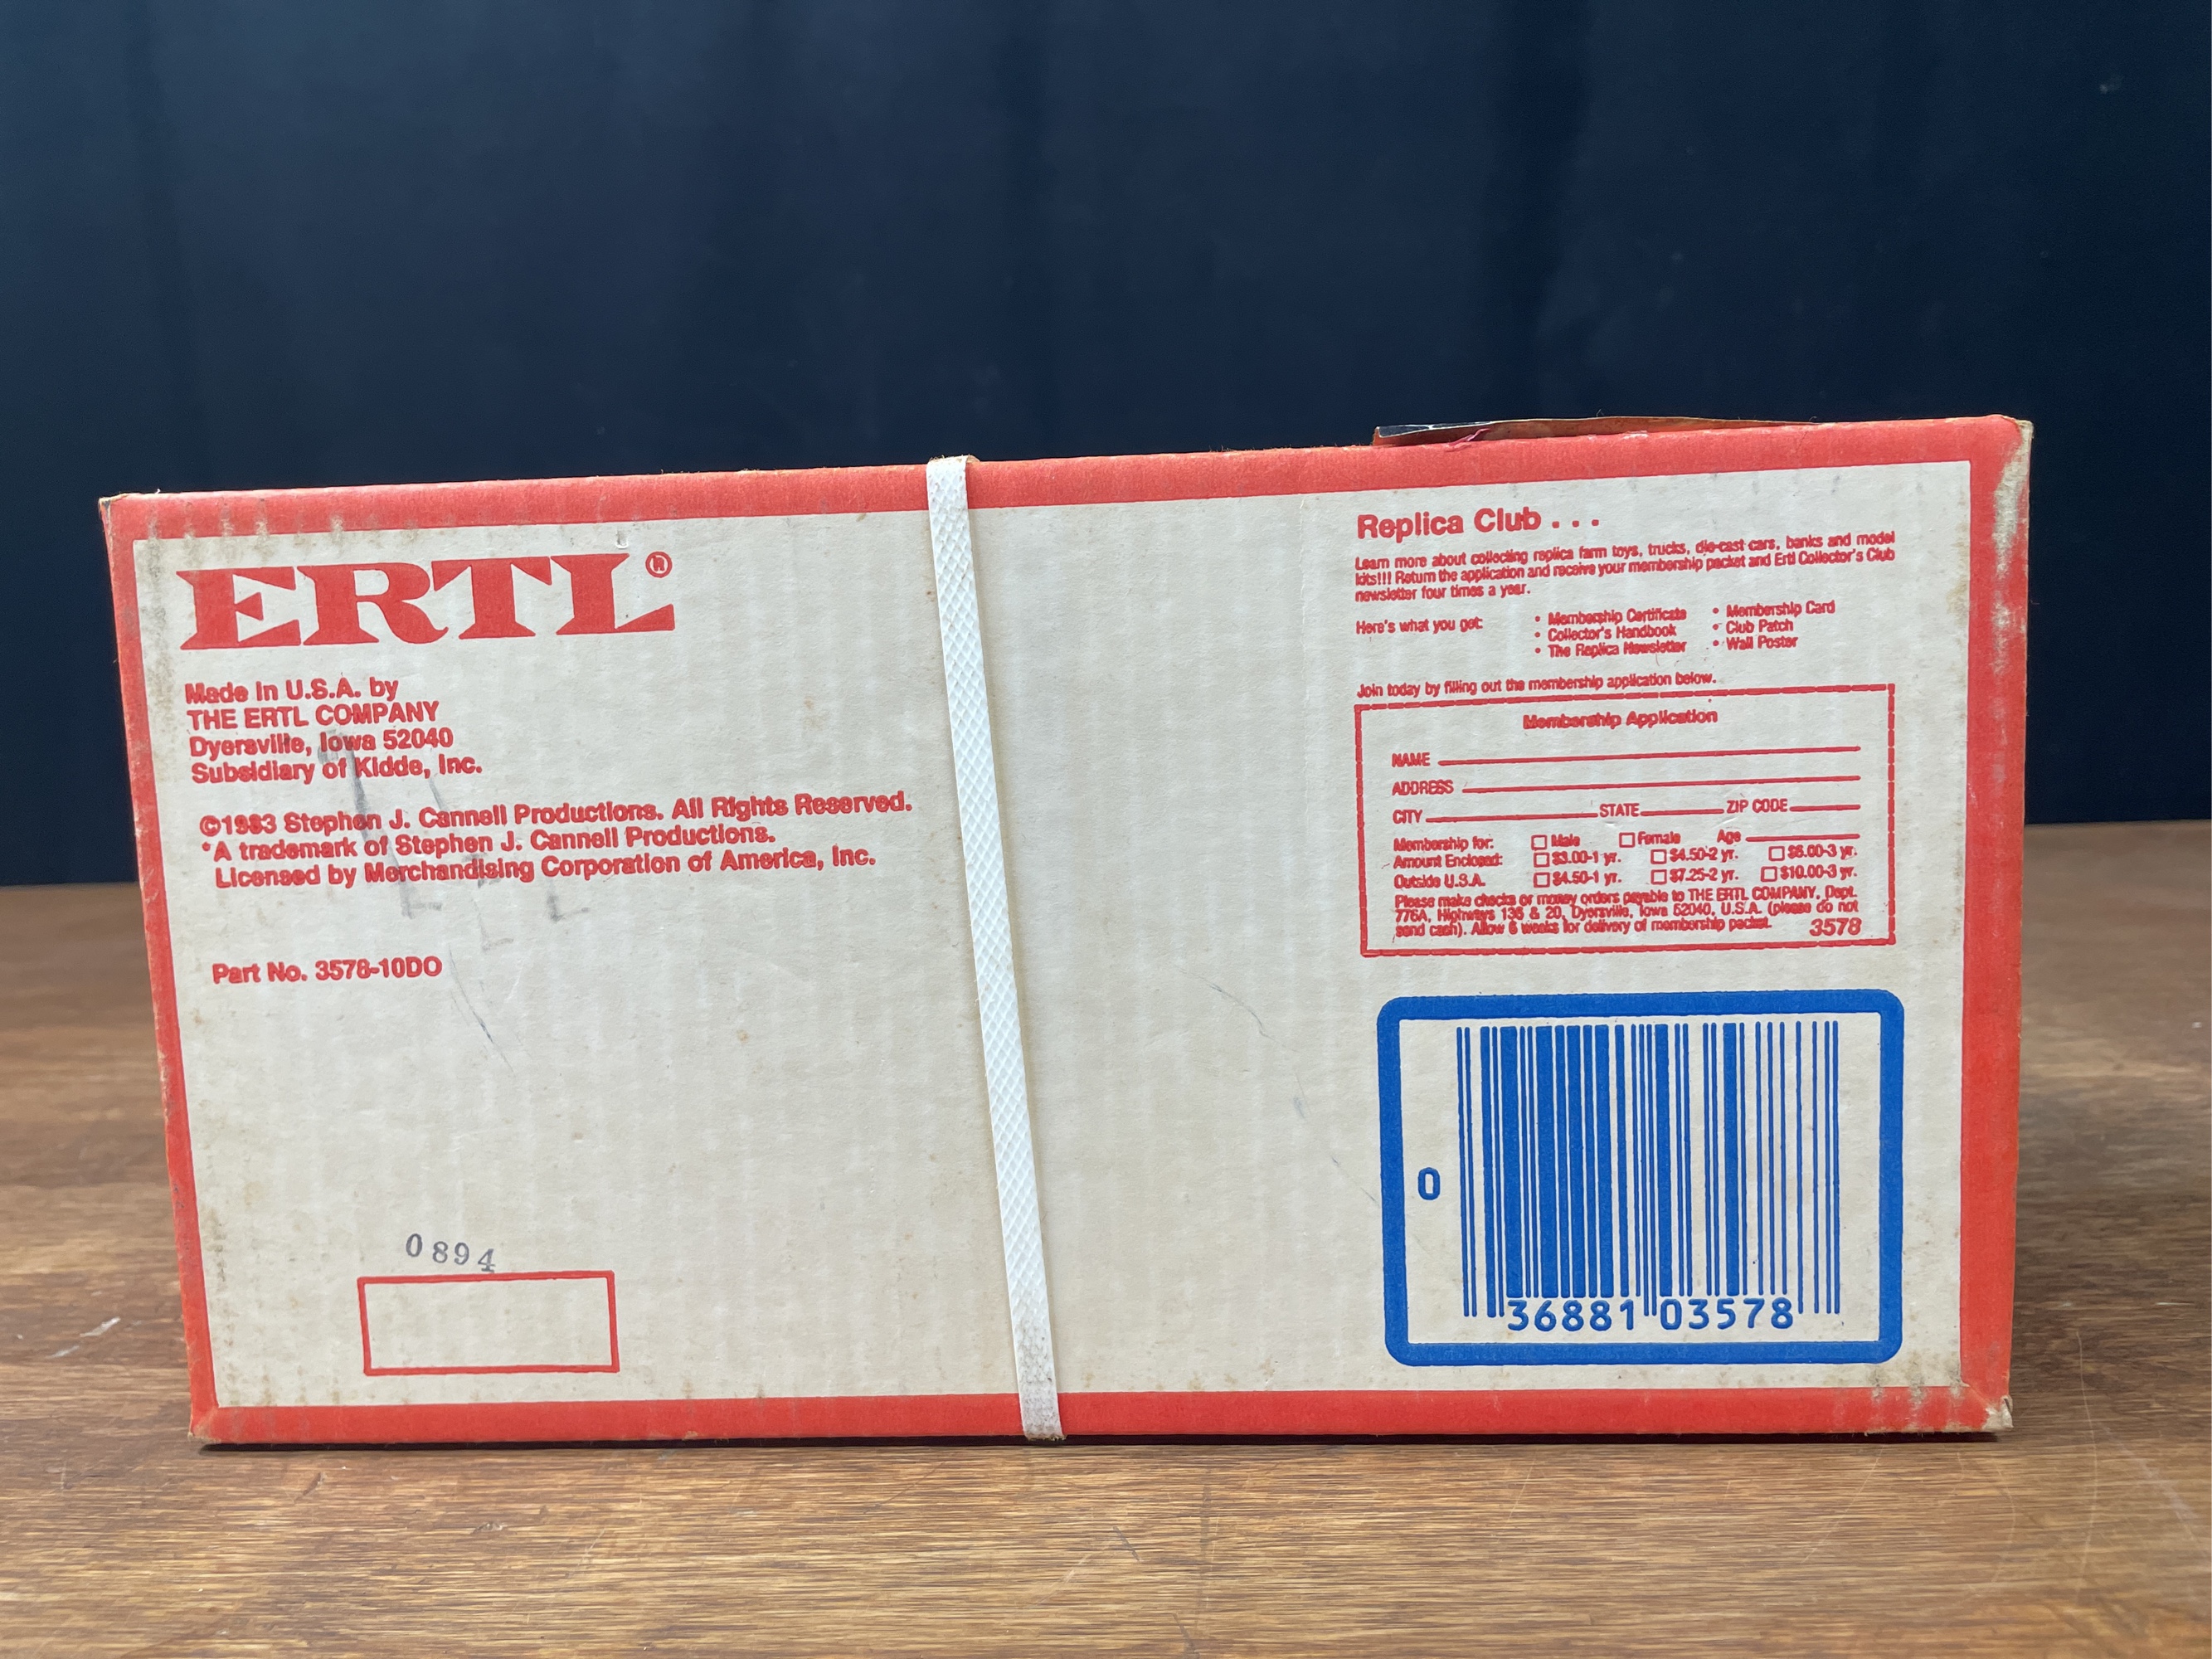 ERTL®
Made in U.S.A. by
THE ERTL COMPANY
Dyersville, Iowa 52040
Subsidiary of Kidde, Inc.
©1983 Stephen J. Cannell Productions. All Rights Reserved.
*A trademark of Stephen J. Cannell Productions.
Licensed by Merchandising Corporation of America, Inc.
Part No. 3578-10DO
0894
Replica Club . . .
Learn more about collecting replica farm toys, trucks, die-cast cars, banks and model
kits!!! Return the application and receive your membership packet and Ertl Collector's Club
newsletter four times a year.
Here's what you get:
• Membership Certificate
• Collector's Handbook
• The Replica Newsletter
• Membership Card
• Club Patch
• Wall Poster
Join today by filling out the membership application below.
Membership Application
NAME
ADDRESS
CITY STATE ZIP CODE
Membership for: Male Female Age
Amount Enclosed: $3.00-1 yr. $4.50-2 yr. $6.00-3 yr.
Outside U.S.A. $4.50-1 yr. $7.25-2 yr. $10.00-3 yr.
Please make checks or money orders payable to THE ERTL COMPANY, Dept.
776A, Highways 136 & 20, Dyersville, Iowa 52040, U.S.A. (please do not
send cash). Allow 6 weeks for delivery of membership packet. 3578
0 36881 03578